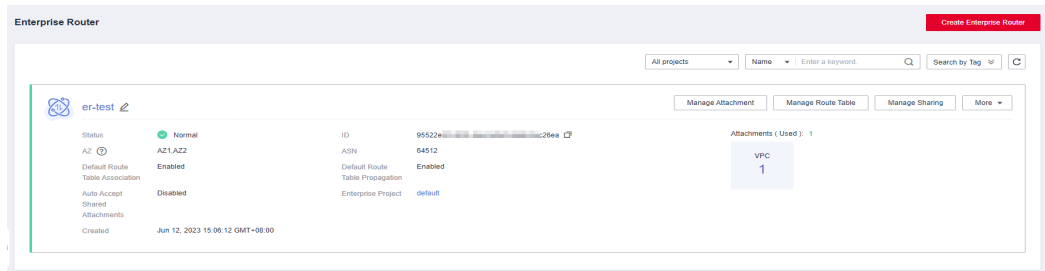 Enterprise Router
Create Enterprise Router
All projects
Name
Enter a keyword.
Search by Tag
er-test
Manage Attachment
Manage Route Table
Manage Sharing
More
Status
Normal
ID
95522e
c26ea
Attachments ( Used ): 1
AZ
AZ1,AZ2
ASN
64512
VPC
1
Default Route
Table Association
Enabled
Default Route
Table Propagation
Enabled
Auto Accept
Shared
Attachments
Disabled
Enterprise Project
default
Created
Jun 12, 2023 15:06:12 GMT+08:00